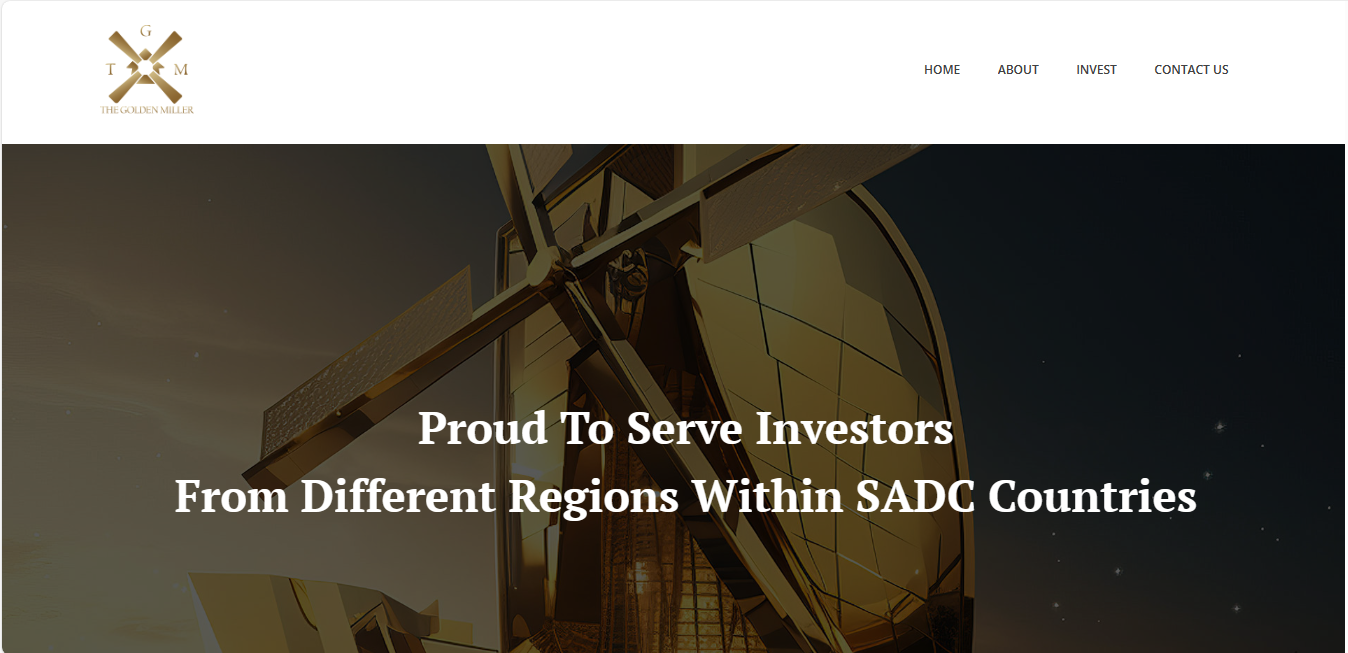 G
T M
THE GOLDEN MILLER
HOME ABOUT INVEST CONTACT US
Proud To Serve Investors
From Different Regions Within SADC Countries